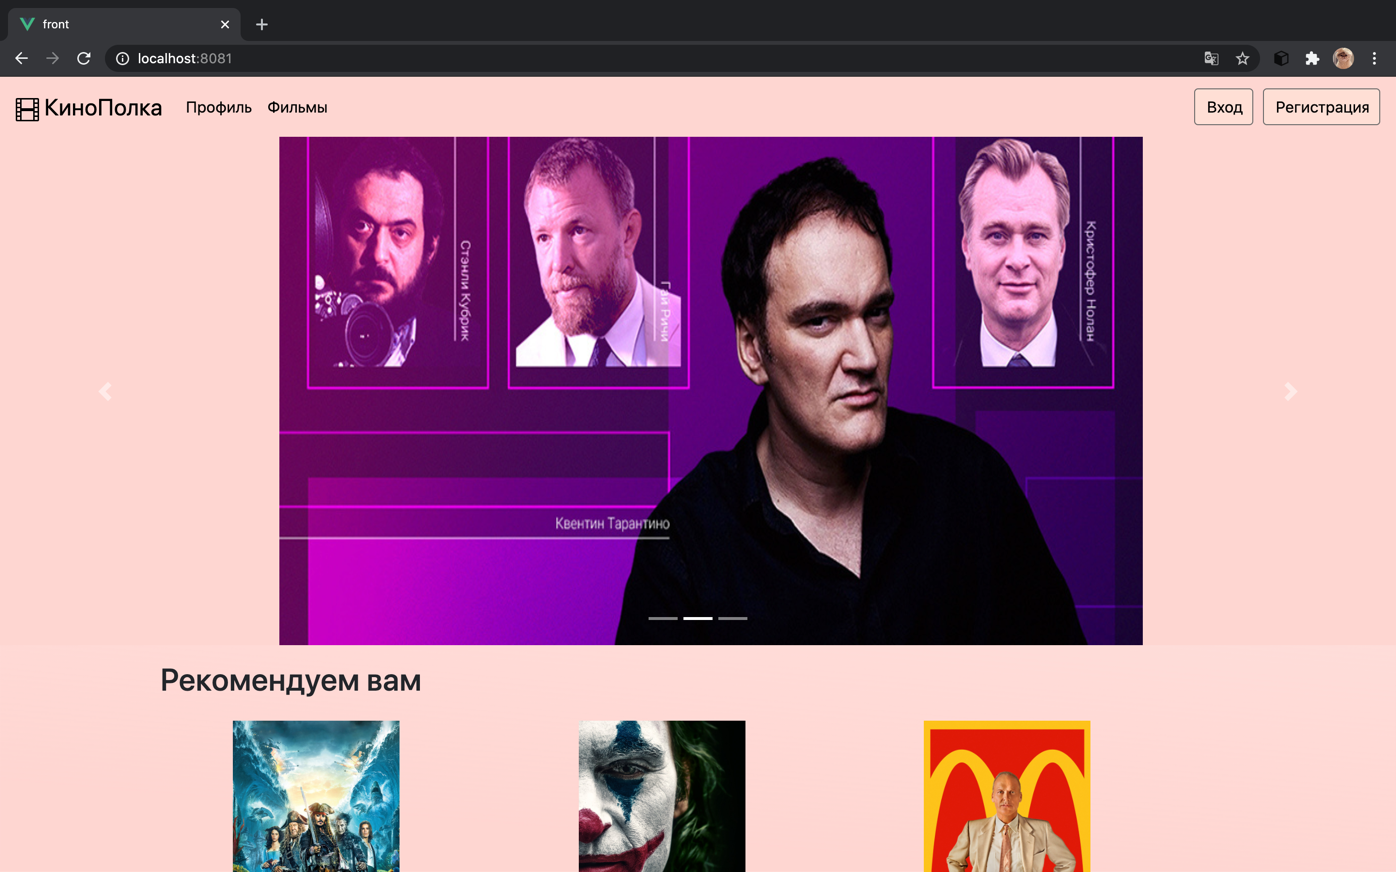 front
localhost:8081
КиноПолка Профиль Фильмы Вход Регистрация
Стэнли Кубрик
Гай Ричи
Кристофер Нолан
Квентин Тарантино
Рекомендуем вам